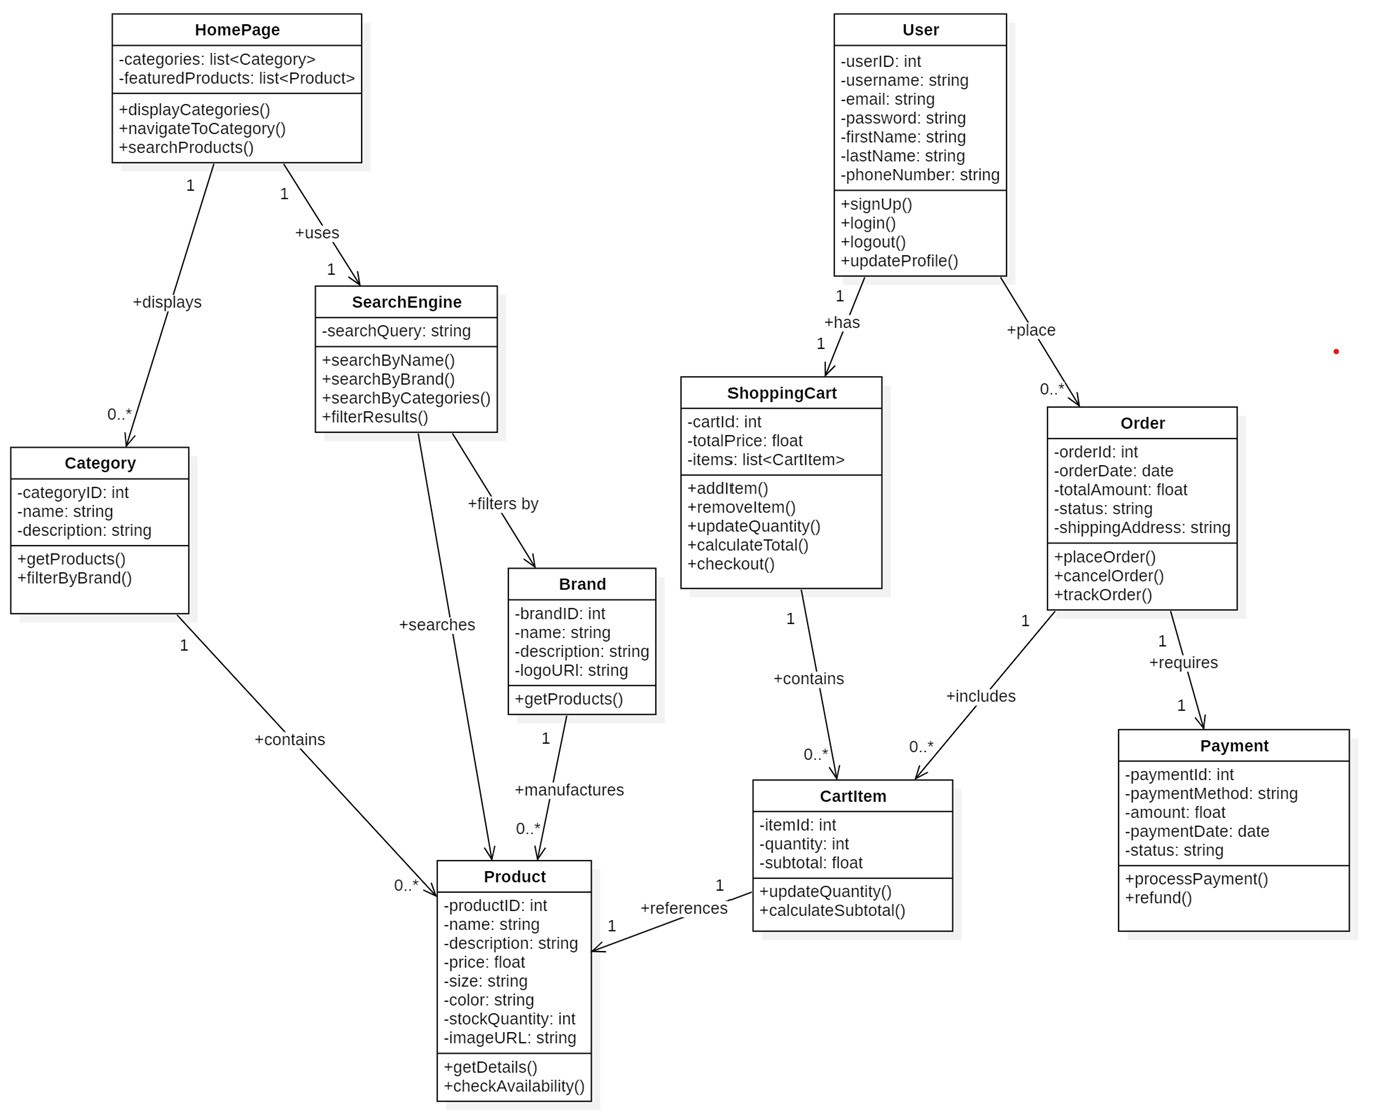 HomePage
-categories: list<Category>
-featuredProducts: list<Product>
+displayCategories()
+navigateToCategory()
+searchProducts()
1
1
+uses
1
+displays
0..*
User
-userID: int
-username: string
-email: string
-password: string
-firstName: string
-lastName: string
-phoneNumber: string
+signUp()
+login()
+logout()
+updateProfile()
1
+has
1
+place
0..*
SearchEngine
-searchQuery: string
+searchByName()
+searchByBrand()
+searchByCategories()
+filterResults()
+filters by
+searches
ShoppingCart
-cartId: int
-totalPrice: float
-items: list<CartItem>
+addItem()
+removeItem()
+updateQuantity()
+calculateTotal()
+checkout()
1
+contains
0..*
Order
-orderId: int
-orderDate: date
-totalAmount: float
-status: string
-shippingAddress: string
+placeOrder()
+cancelOrder()
+trackOrder()
1
+includes
0..*
1
+requires
1
Category
-categoryID: int
-name: string
-description: string
+getProducts()
+filterByBrand()
1
+contains
0..*
Brand
-brandID: int
-name: string
-description: string
-logoURl: string
+getProducts()
1
+manufactures
0..*
Payment
-paymentId: int
-paymentMethod: string
-amount: float
-paymentDate: date
-status: string
+processPayment()
+refund()
CartItem
-itemId: int
-quantity: int
-subtotal: float
+updateQuantity()
+calculateSubtotal()
1
+references
1
Product
-productID: int
-name: string
-description: string
-price: float
-size: string
-color: string
-stockQuantity: int
-imageURL: string
+getDetails()
+checkAvailability()